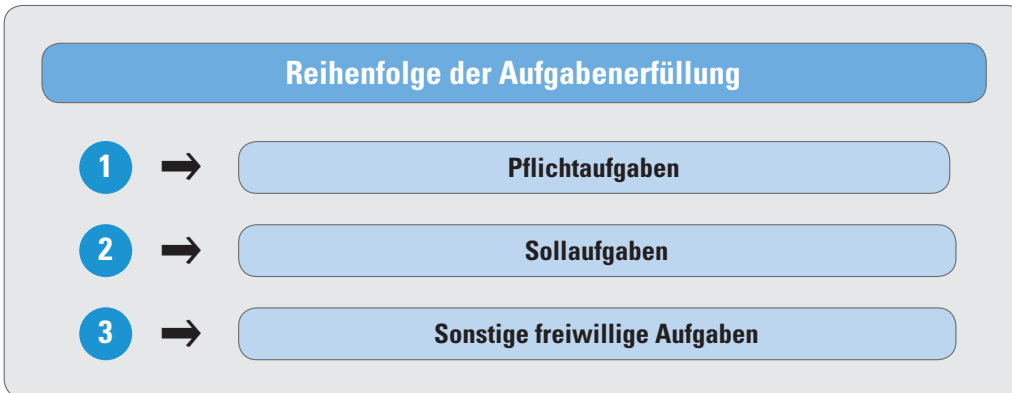 Reihenfolge der Aufgabenerfüllung
1 → Pflichtaufgaben
2 → Sollaufgaben
3 → Sonstige freiwillige Aufgaben